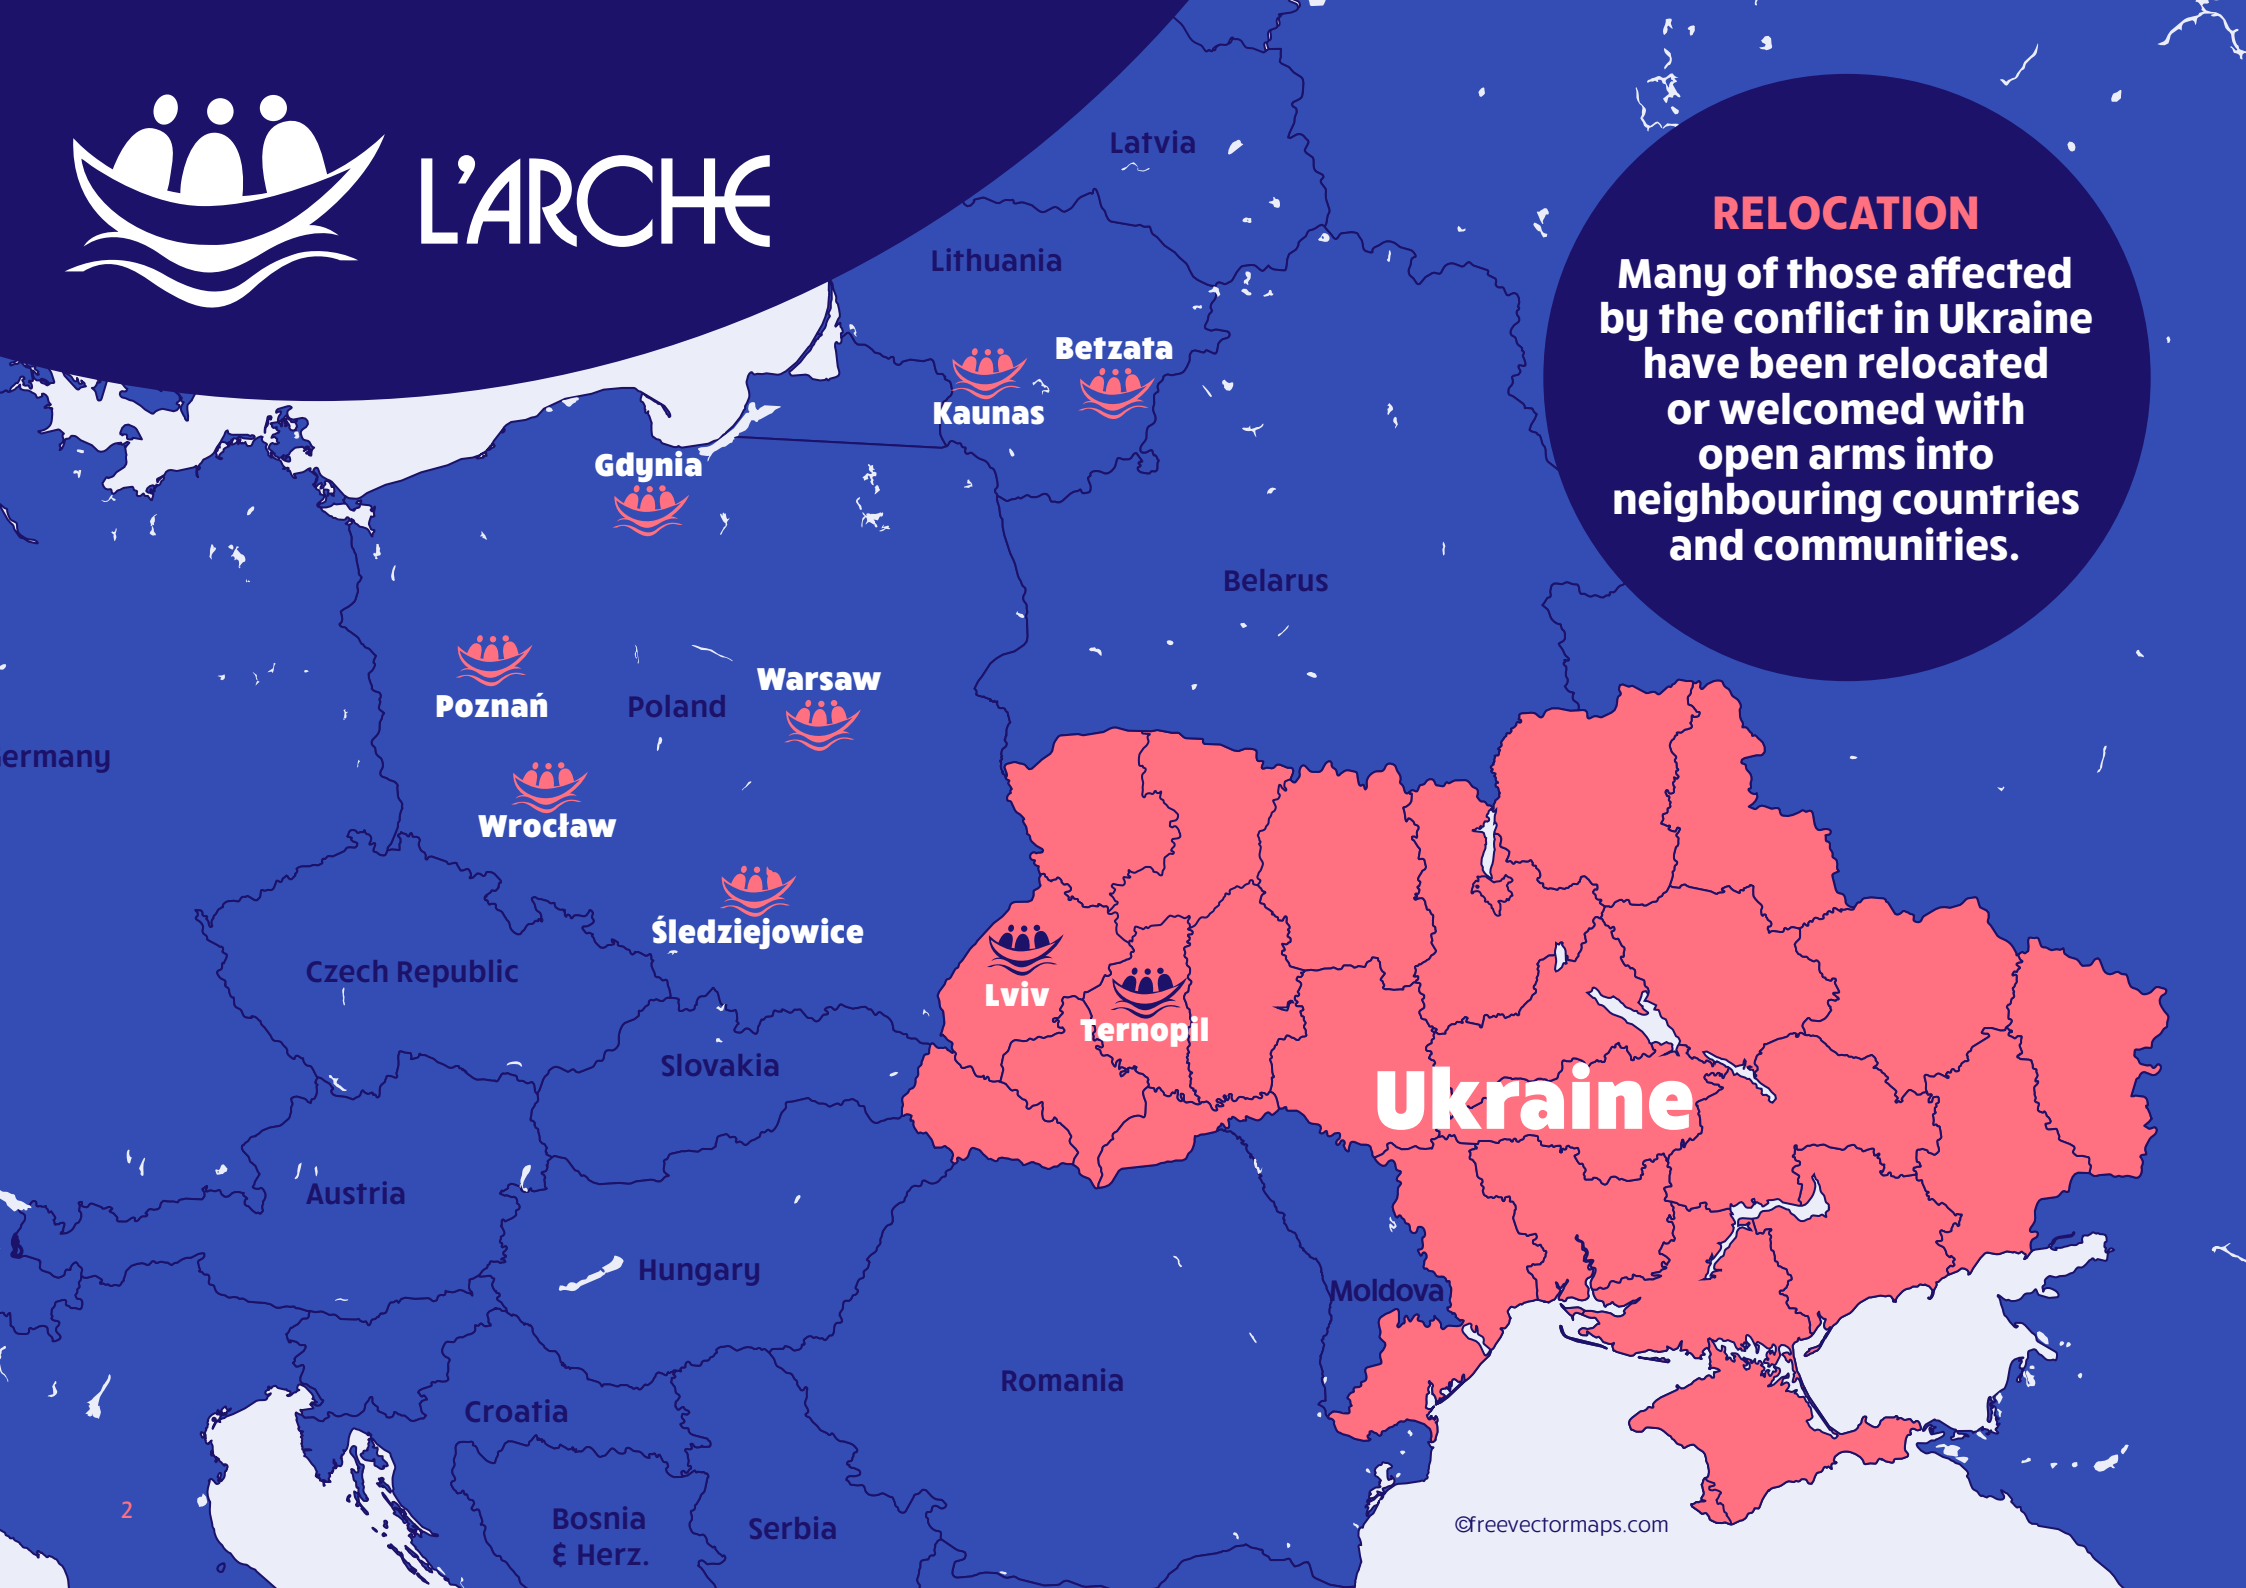 L'ARCHE
RELOCATION
Many of those affected
by the conflict in Ukraine
have been relocated
or welcomed with
open arms into
neighbouring countries
and communities.
Latvia
Lithuania
Betzata
Kaunas
Gdynia
Belarus
Poznań
Poland
Warsaw
ermany
Wrocław
Śledziejowice
Czech Republic
Lviv
Ternopil
Slovakia
Ukraine
Austria
Hungary
Moldova
Romania
Croatia
Bosnia
& Herz.
Serbia
©freevectormaps.com
2